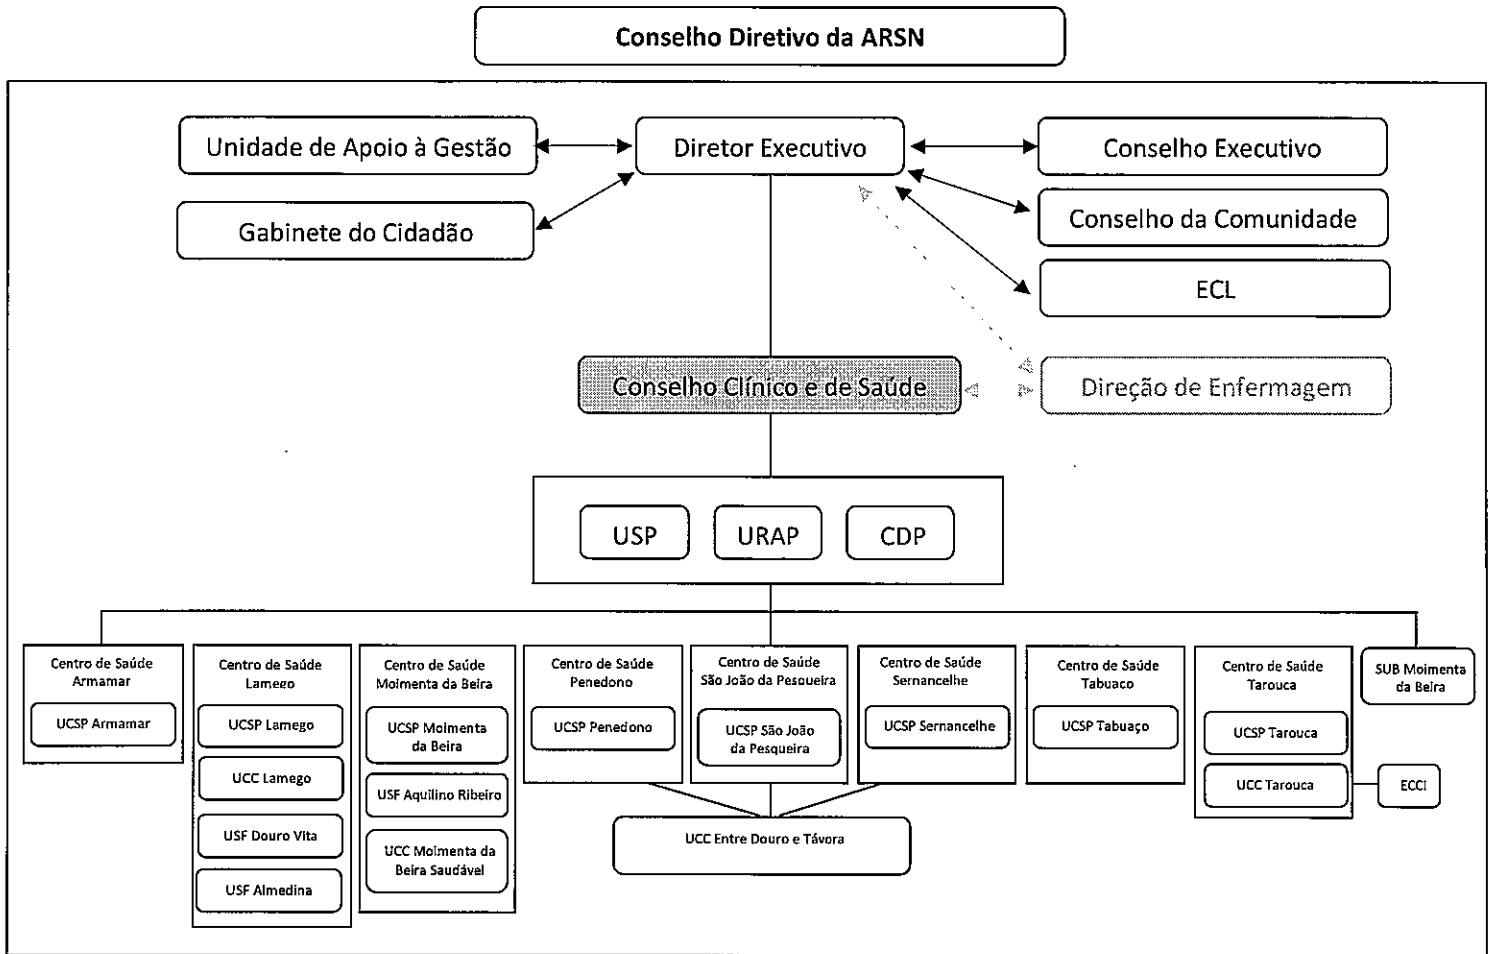 Conselho Diretivo da ARSN
Unidade de Apoio à Gestão
Diretor Executivo
Conselho Executivo
Gabinete do Cidadão
Conselho da Comunidade
ECL
Conselho Clínico e de Saúde
Direção de Enfermagem
USP
URAP
CDP
Centro de Saúde
Armamar
UCSP Armamar
Centro de Saúde
Lamego
UCSP Lamego
UCC Lamego
USF Douro Vita
USF Almedina
Centro de Saúde
Moimenta da Beira
UCSP Moimenta
da Beira
USF Aquilino Ribeiro
UCC Moimenta da
Beira Saudável
Centro de Saúde
Penedono
UCSP Penedono
Centro de Saúde
São João da Pesqueira
UCSP São João
da Pesqueira
Centro de Saúde
Sernancelhe
UCSP Sernancelhe
UCC Entre Douro e Távora
Centro de Saúde
Tabuaco
UCSP Tabuaço
Centro de Saúde
Tarouca
UCSP Tarouca
UCC Tarouca
ECCI
SUB Moimenta
da Beira